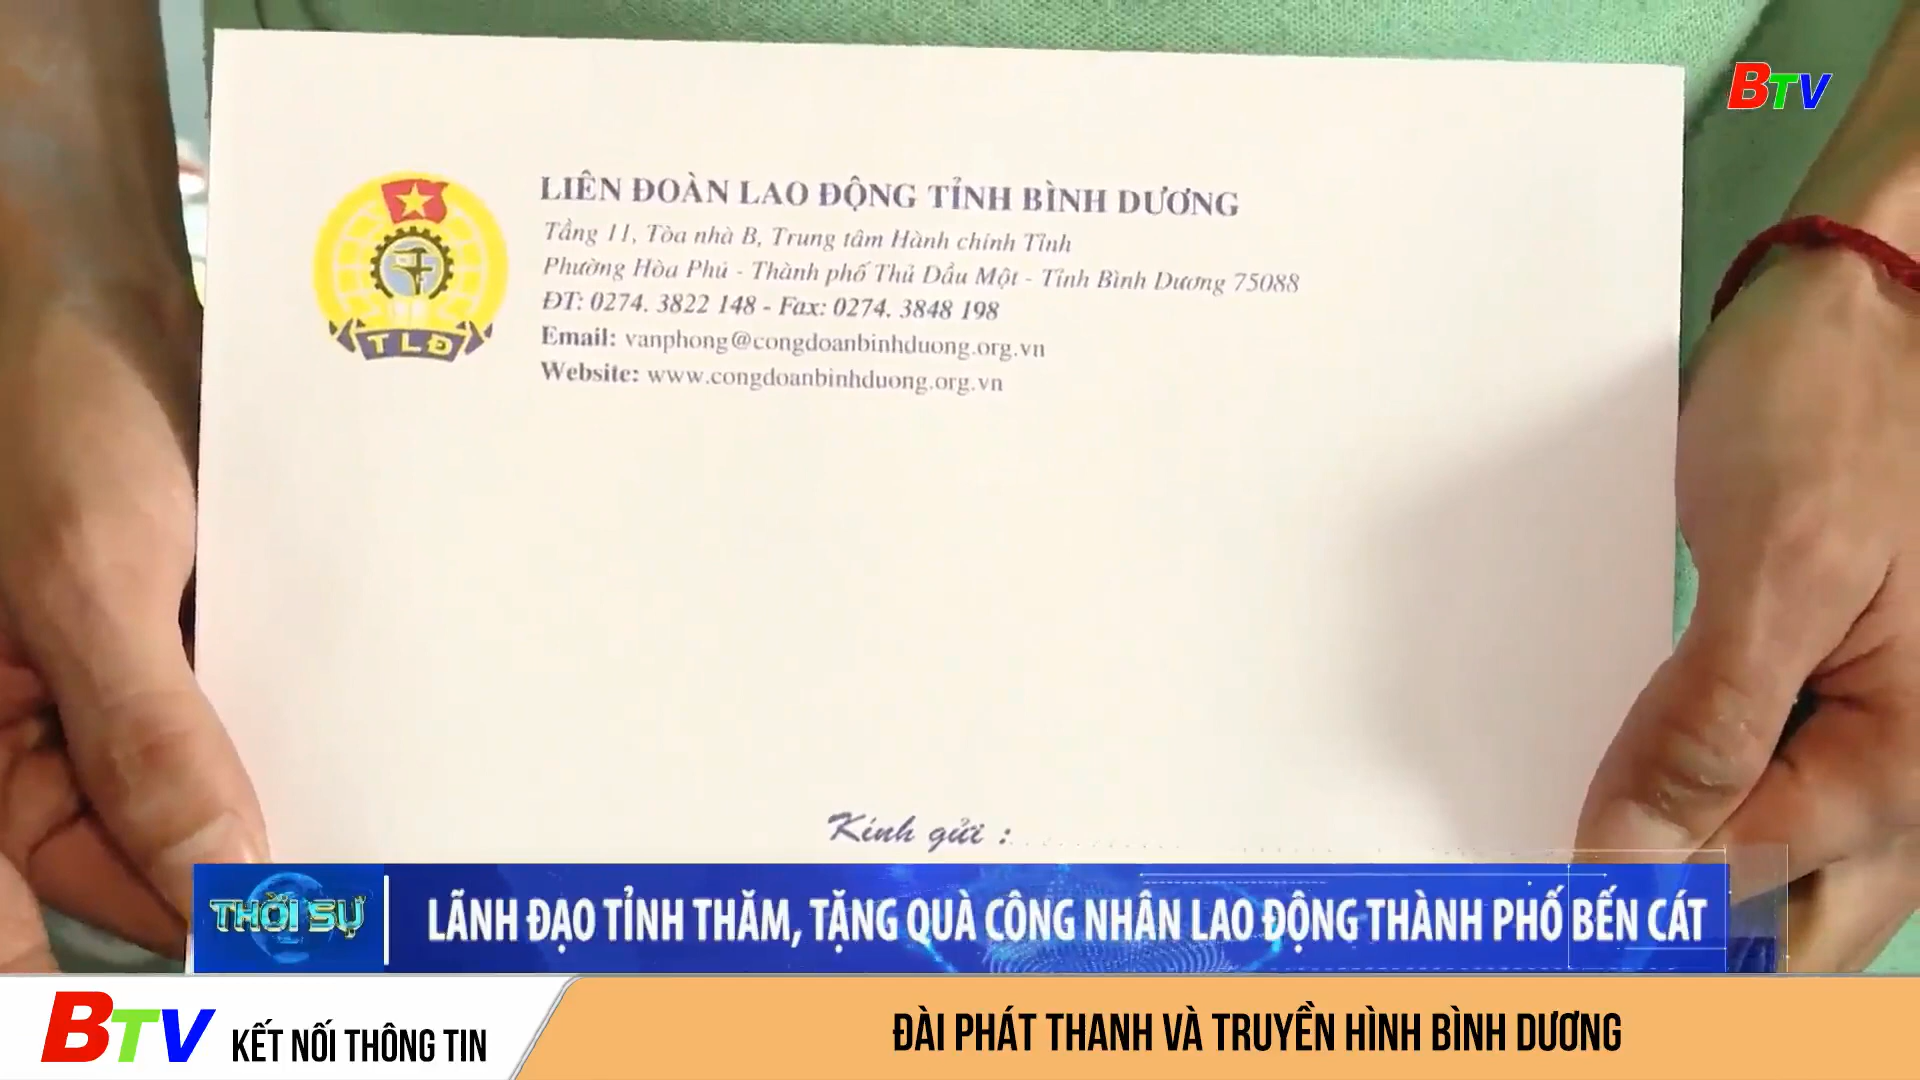 BTV
LIÊN ĐOÀN LAO ĐỘNG TỈNH BÌNH DƯƠNG
Tầng 11, Tòa nhà B, Trung tâm Hành chính Tỉnh
Phường Hòa Phú - Thành phố Thủ Dầu Một - Tỉnh Bình Dương 75088
ĐT: 0274. 3822 148 - Fax: 0274. 3848 198
Email: vanphong@congdoanbinhduong.org.vn
Website: www.congdoanbinhduong.org.vn
TLĐ
Kính gửi :
THỜI SỰ
LÃNH ĐẠO TỈNH THĂM, TẶNG QUÀ CÔNG NHÂN LAO ĐỘNG THÀNH PHỐ BẾN CÁT
BTV KẾT NỐI THÔNG TIN
ĐÀI PHÁT THANH VÀ TRUYỀN HÌNH BÌNH DƯƠNG